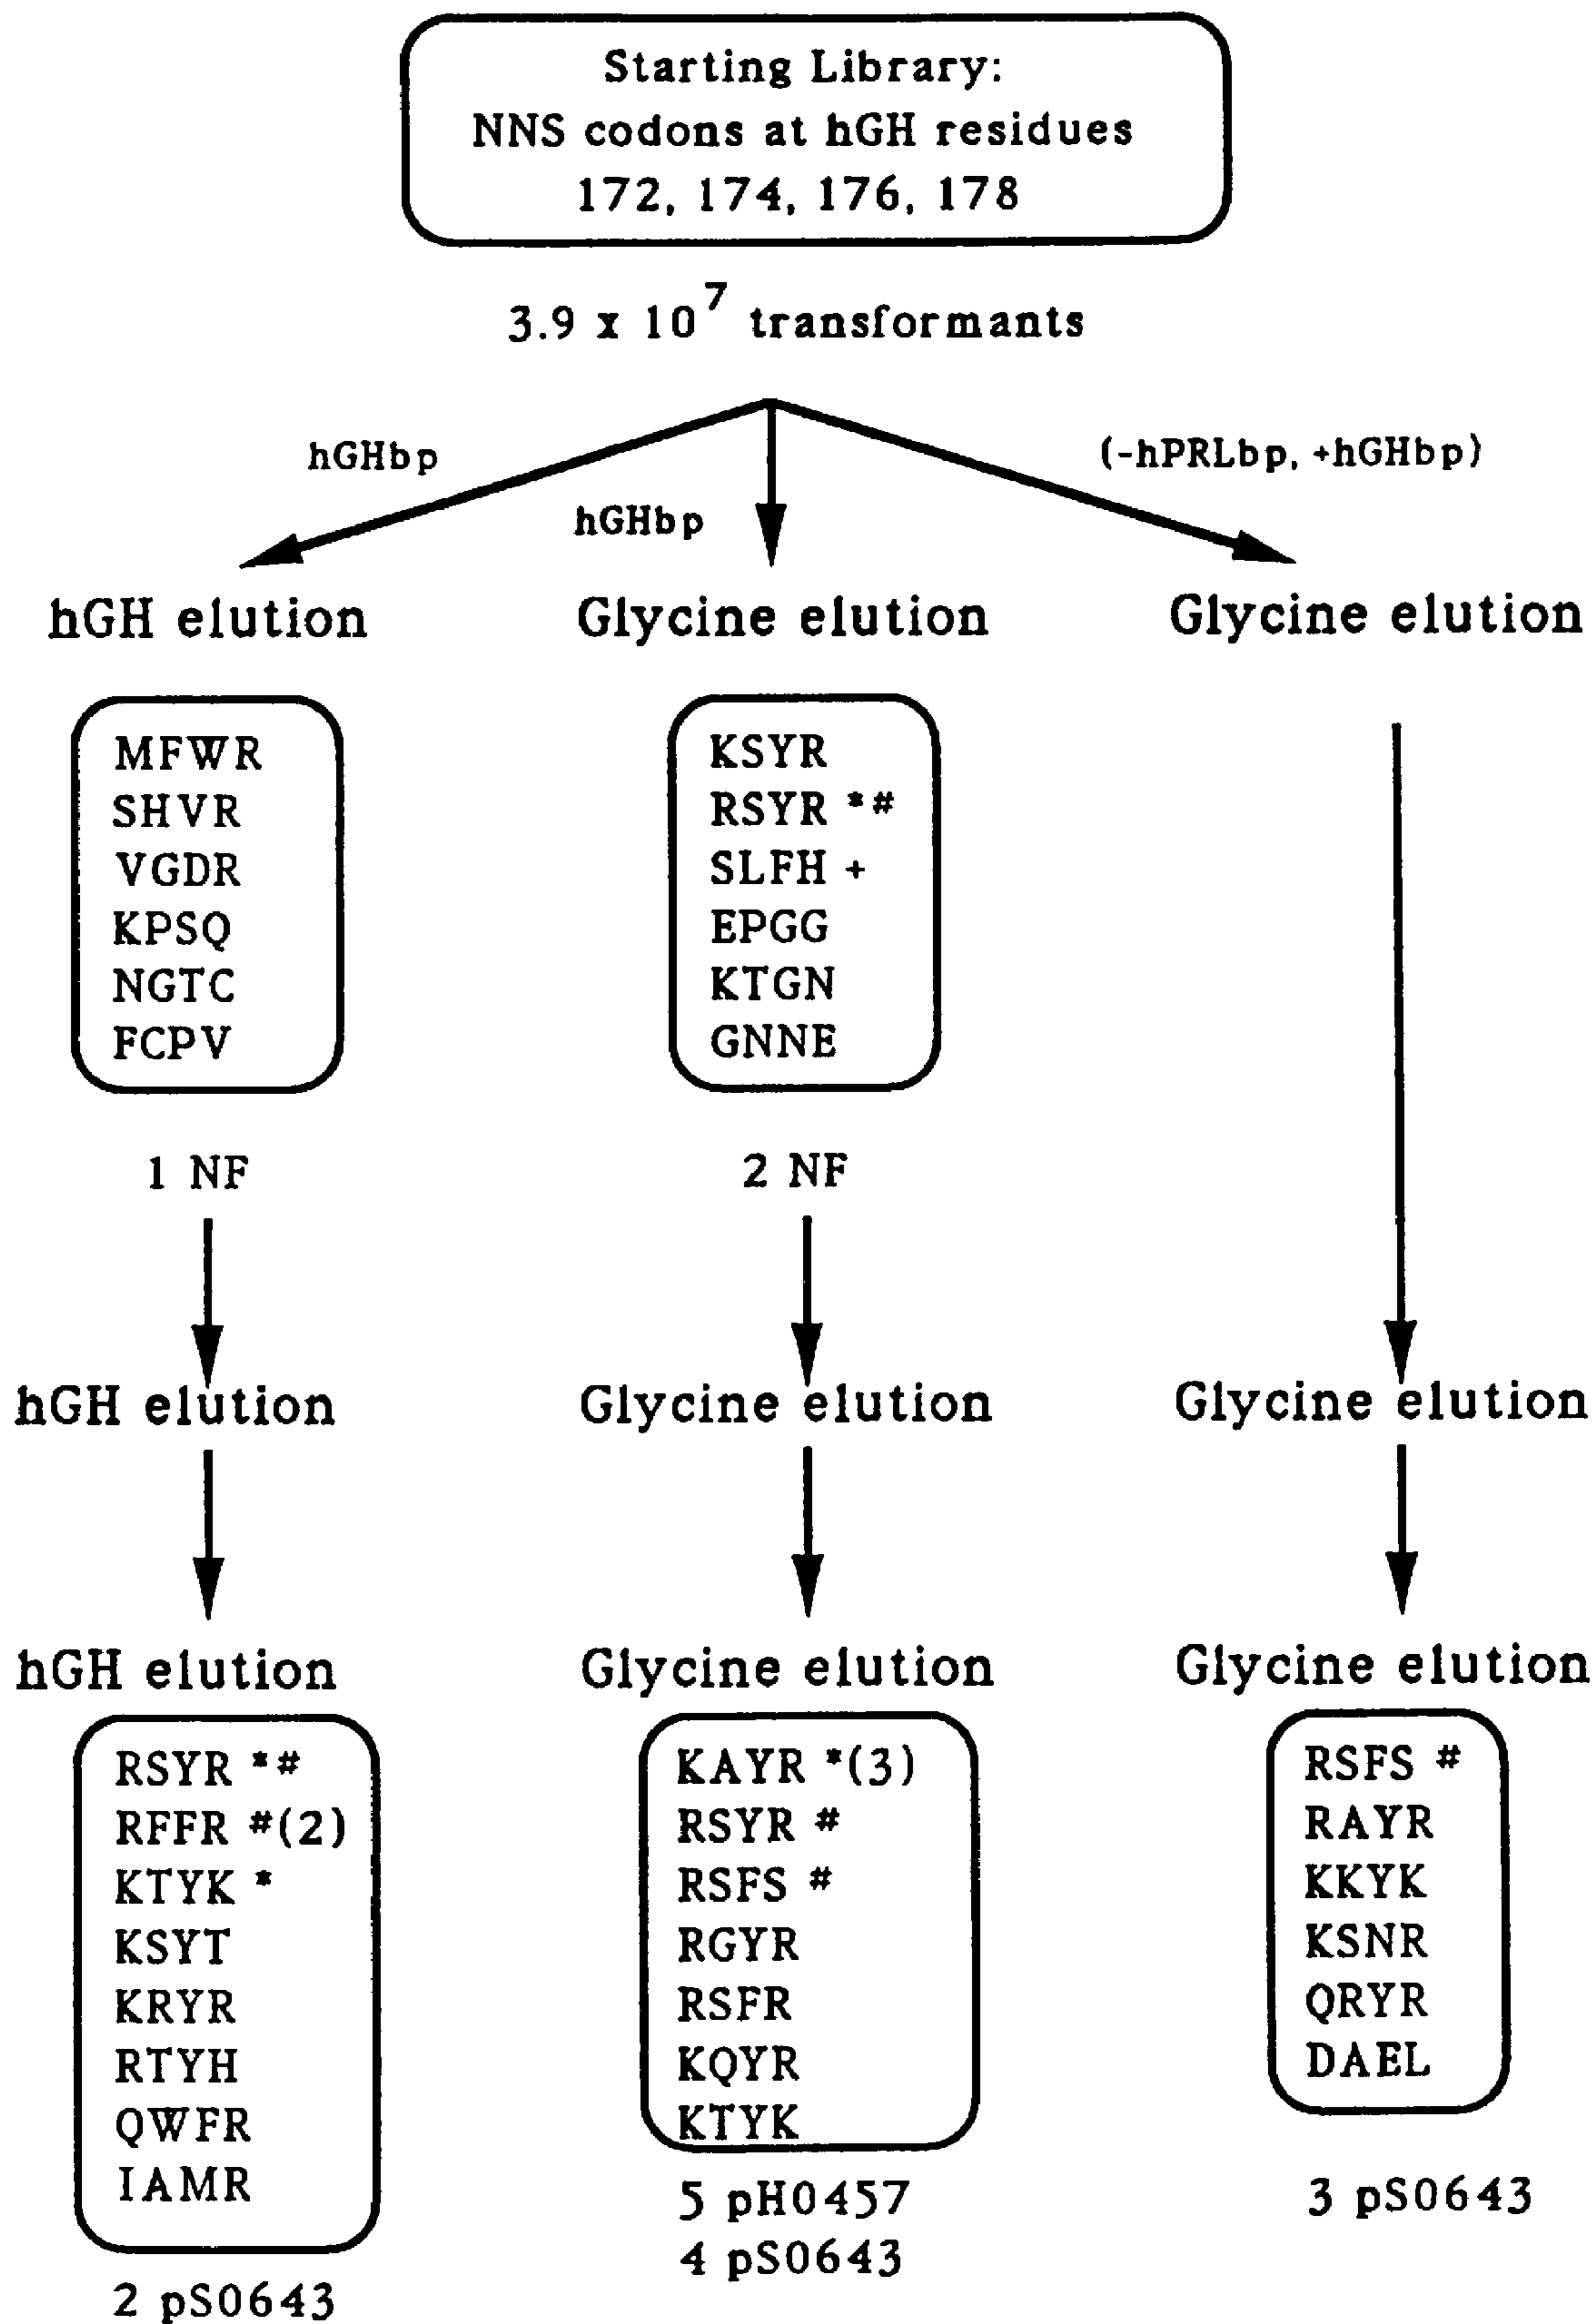 Starting Library:
NNS codons at hGH residues
172, 174, 176, 178
3.9 x 10^7 transformants
hGHbp
hGHbp
(-hPRLbp, +hGHbp)
hGH elution
Glycine elution
Glycine elution
MFWR
SHVR
VGDR
KPSQ
NGTC
FCPV
1 NF
KSYR
RSYR *#
SLFH +
EPGG
KTGN
GNNE
2 NF
hGH elution
Glycine elution
Glycine elution
hGH elution
Glycine elution
Glycine elution
RSYR *#
RFFR #(2)
KTYK *
KSYT
KRYR
RTYH
QWFR
IAMR
2 pS0643
KAYR *(3)
RSYR #
RSFS #
RGYR
RSFR
KQYR
KTYK
5 pH0457
4 pS0643
RSFS #
RAYR
KKYK
KSNR
QRYR
DAEL
3 pS0643